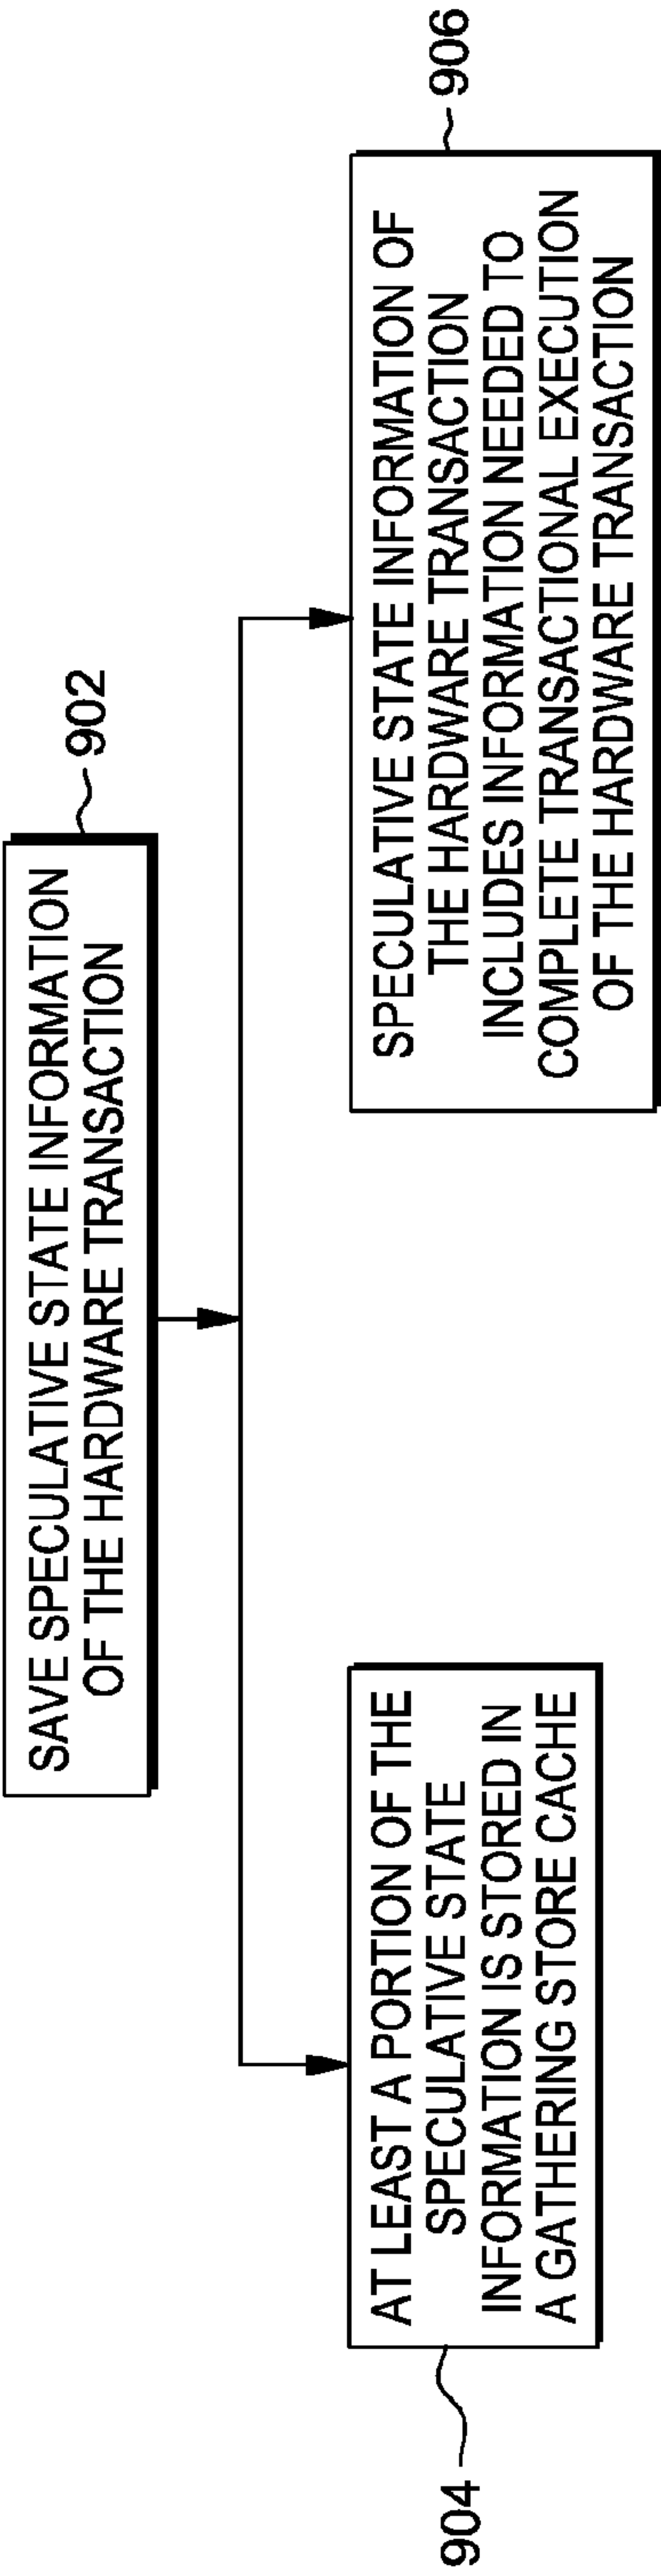 SAVE SPECULATIVE STATE INFORMATION
OF THE HARDWARE TRANSACTION
902
AT LEAST A PORTION OF THE
SPECULATIVE STATE
INFORMATION IS STORED IN
A GATHERING STORE CACHE
904
SPECULATIVE STATE INFORMATION OF
THE HARDWARE TRANSACTION
INCLUDES INFORMATION NEEDED TO
COMPLETE TRANSACTIONAL EXECUTION
OF THE HARDWARE TRANSACTION
906